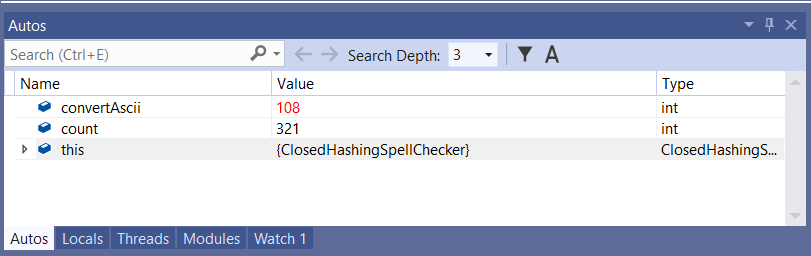 Autos
Search (Ctrl+E) Search Depth: 3 A
Name Value Type
convertAscii 108 int
count 321 int
this {ClosedHashingSpellChecker} ClosedHashingS...
Autos Locals Threads Modules Watch 1